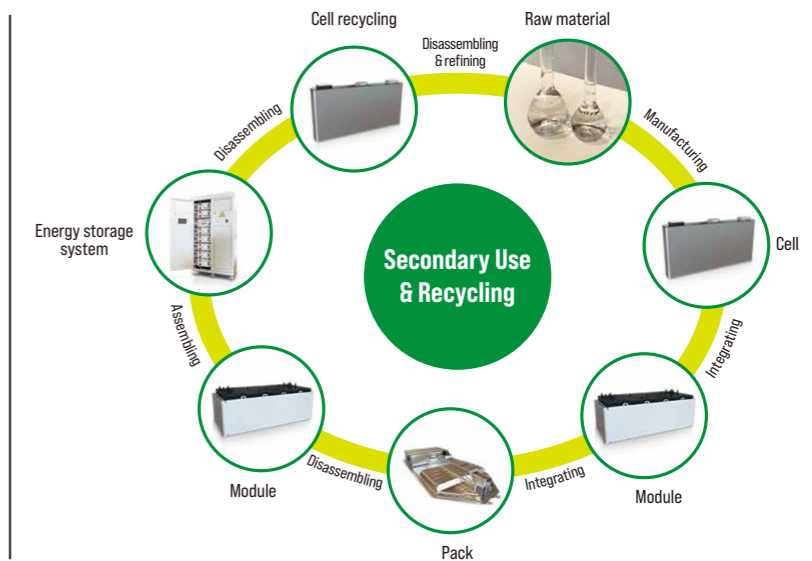 Cell recycling
Disassembling
& refining
Raw material
Manufacturing
Cell
Integrating
Module
Integrating
Pack
Disassembling
Module
Assembling
Energy storage
system
Disassembling
Secondary Use
& Recycling